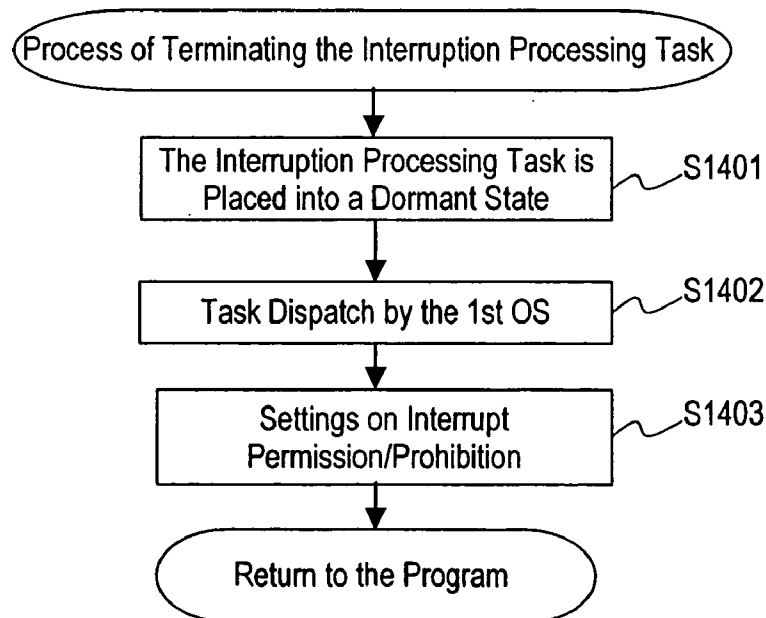 Process of Terminating the Interruption Processing Task
The Interruption Processing Task is
Placed into a Dormant State
S1401
Task Dispatch by the 1st OS
S1402
Settings on Interrupt
Permission/Prohibition
S1403
Return to the Program